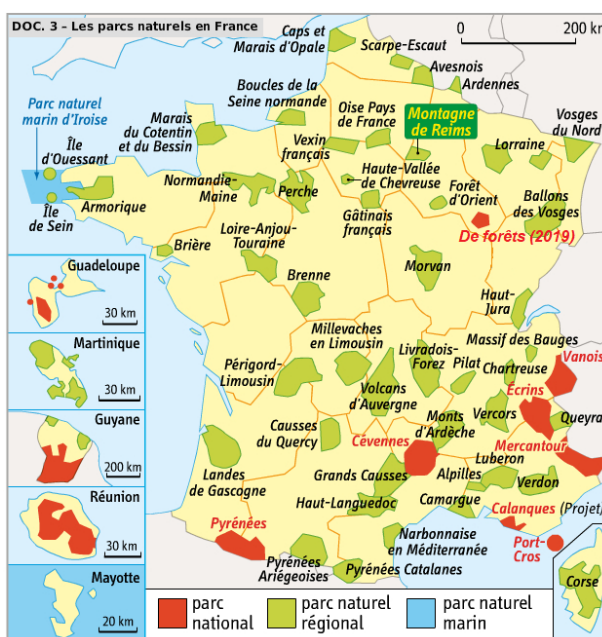 DOC. 3 – Les parcs naturels en France
0 200 km
Caps et
Marais d'Opale
Scarpe-Escaut
Avesnois
Ardennes
Boucles de la
Seine normande
Oise Pays
de France
Montagne
de Reims
Vosges
du Nord
Parc naturel
marin d'Iroise
Marais
du Cotentin
et du Bessin
Vexin
français
Lorraine
Île
d'Ouessant
Normandie-
Maine
Perche
Haute-Vallée
de Chevreuse
Forêt
d'Orient
Ballons
des Vosges
Île
de Sein
Armorique
Gâtinais
français
De forêts (2019)
Brière
Loire-Anjou-
Touraine
Morvan
Brenne
Haut-
Jura
Guadeloupe
30 km
Millevaches
en Limousin
Livradois-
Forez
Pilat
Massif des Bauges
Chartreuse
Vanois
Martinique
30 km
Périgord-
Limousin
Volcans
d'Auvergne
Écrins
Vercors
Queyra
Guyane
200 km
Causses
du Quercy
Monts
d'Ardèche
Cévennes
Mercantour
Landes
de Gascogne
Grands Causses
Alpilles
Luberon
Verdon
Haut-Languedoc
Camargue
Calanques (Projet)
Réunion
30 km
Pyrénées
Narbonnaise
en Méditerranée
Port-
Cros
Pyrénées
Ariégeoises
Pyrénées Catalanes
Corse
Mayotte
20 km
parc
national
parc naturel
régional
parc naturel
marin